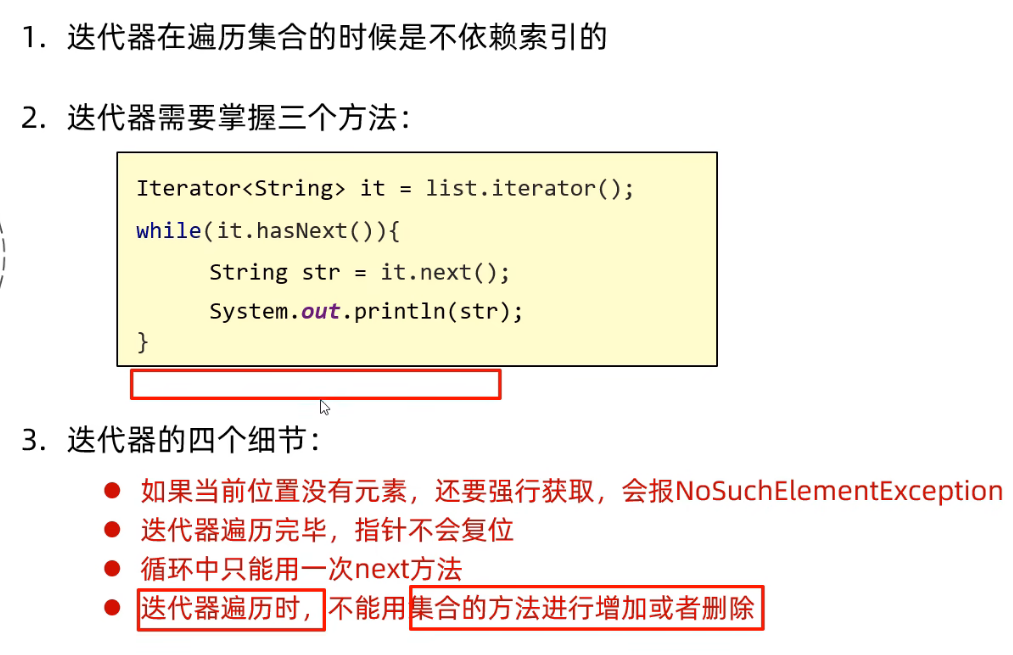 1. 迭代器在遍历集合的时候是不依赖索引的
2. 迭代器需要掌握三个方法：
Iterator<String> it = list.iterator();
while(it.hasNext()){
String str = it.next();
System.out.println(str);
}
3. 迭代器的四个细节：
● 如果当前位置没有元素，还要强行获取，会报NoSuchElementException
● 迭代器遍历完毕，指针不会复位
● 循环中只能用一次next方法
● 迭代器遍历时，不能用集合的方法进行增加或者删除